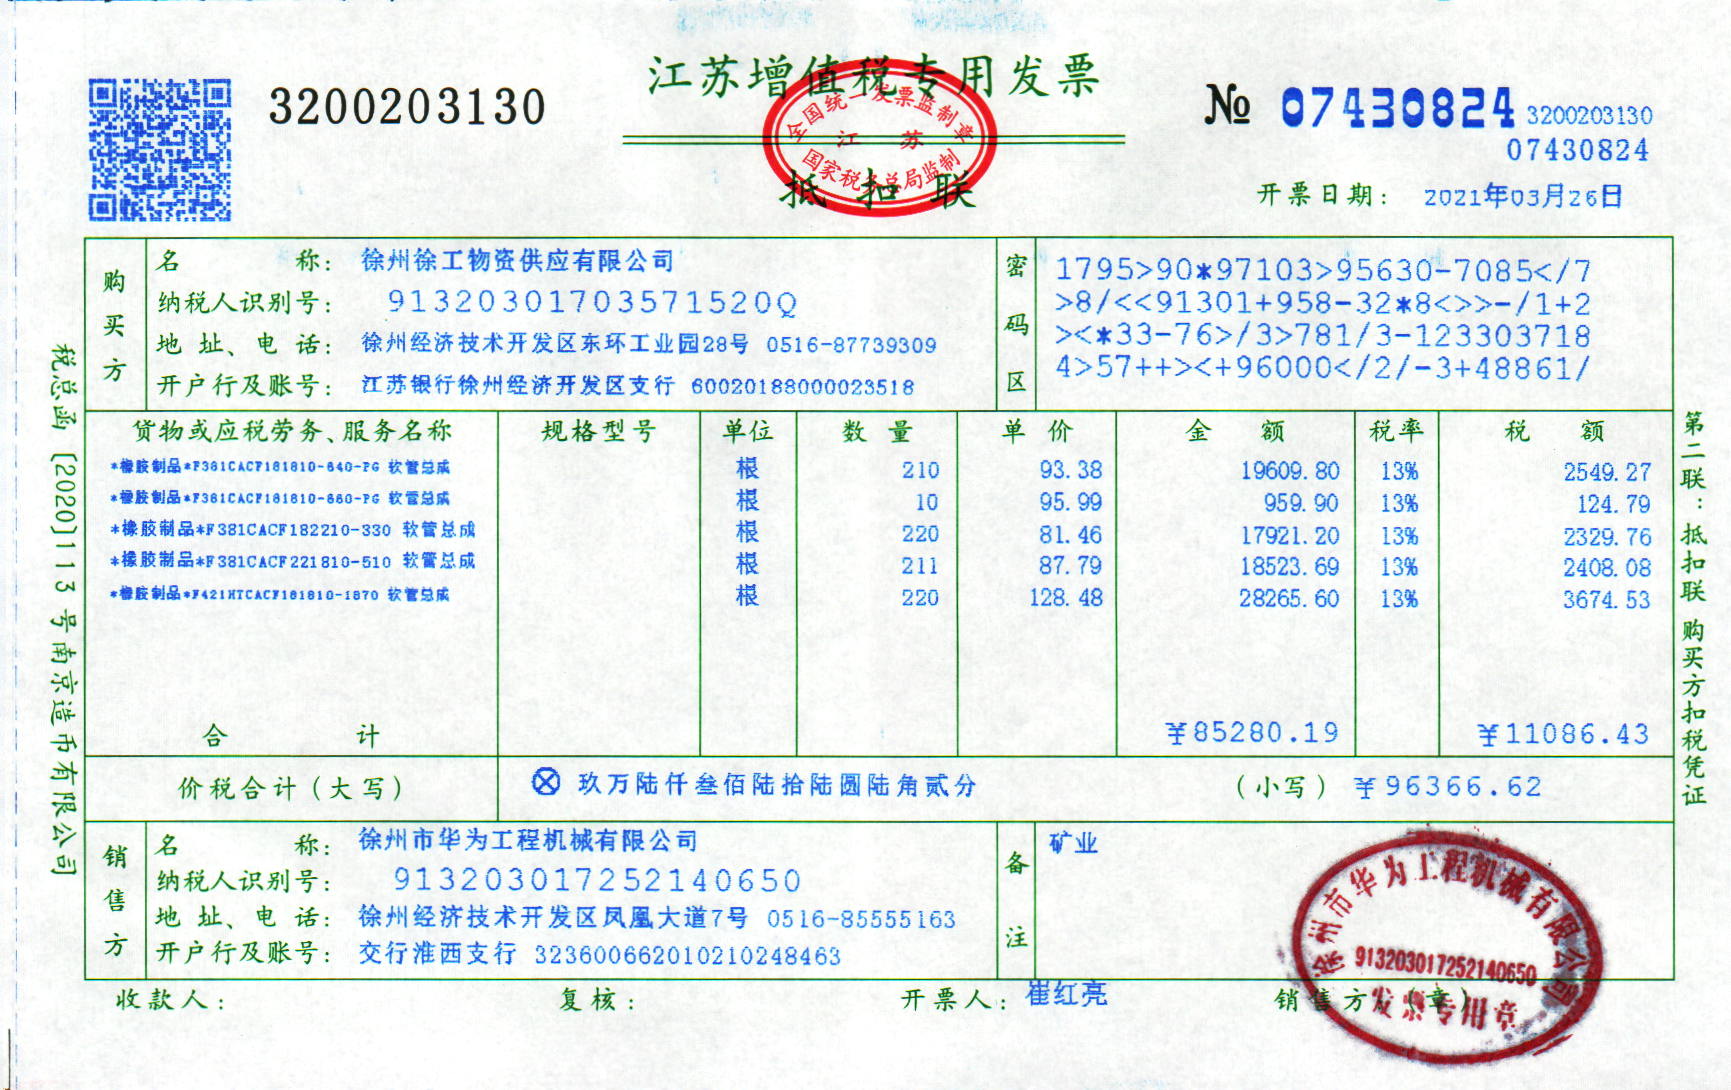 江苏增值税专用发票
3200203130
№ 07430824
3200203130
07430824
全国统一发票监制章
江 苏
国家税务总局监制
抵扣联
开票日期: 2021年03月26日
购买方
名 称: 徐州徐工物资供应有限公司
纳税人识别号: 91320301703571520Q
地 址、电 话: 徐州经济技术开发区东环工业园28号 0516-87739309
开户行及账号: 江苏银行徐州经济开发区支行 60020188000023518
密码区
1795>90*97103>95630-7085</7
>8/<<91301+958-32*8<>>-/1+2
><*33-76>/3>781/3-123303718
4>57++><+96000</2/-3+48861/
货物或应税劳务、服务名称 规格型号 单位 数 量 单 价 金 额 税率 税 额
*橡胶制品*F381CACF181810-640-PG 软管总成 根 210 93.38 19609.80 13% 2549.27
*橡胶制品*F381CACF181810-660-PG 软管总成 根 10 95.99 959.90 13% 124.79
*橡胶制品*F381CACF182210-330 软管总成 根 220 81.46 17921.20 13% 2329.76
*橡胶制品*F381CACF221810-510 软管总成 根 211 87.79 18523.69 13% 2408.08
*橡胶制品*F421HTCACF181810-1870 软管总成 根 220 128.48 28265.60 13% 3674.53
合 计 ¥85280.19 ¥11086.43
价税合计(大写) ⊗玖万陆仟叁佰陆拾陆圆陆角贰分 (小写) ¥96366.62
销售方
名 称: 徐州市华为工程机械有限公司
纳税人识别号: 913203017252140650
地 址、电 话: 徐州经济技术开发区凤凰大道7号 0516-85555163
开户行及账号: 交行淮西支行 323600662010210248463
备注
矿业
收款人: 复核: 开票人: 崔红亮 销售方:(章)
徐州市华为工程机械有限公司
913203017252140650
发票专用章
税总函[2020]113号南京造币有限公司
第二联:抵扣联 购买方扣税凭证